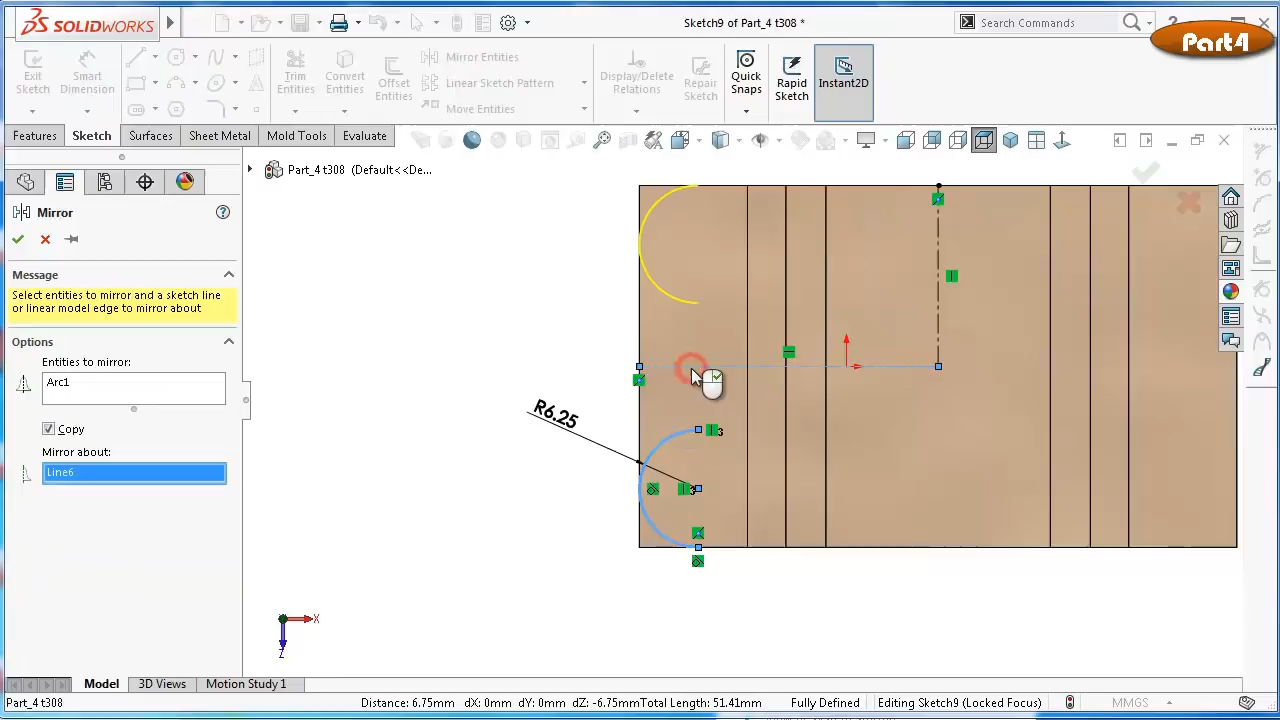 SOLIDWORKS
Sketch9 of Part_4 t308 *
Search Commands
?
Part4
Exit Sketch
Smart Dimension
Trim Entities
Convert Entities
Offset Entities
Mirror Entities
Linear Sketch Pattern
Move Entities
Display/Delete Relations
Repair Sketch
Quick Snaps
Rapid Sketch
Instant2D
Features
Sketch
Surfaces
Sheet Metal
Mold Tools
Evaluate
Part_4 t308 (Default<<De...
Mirror
?
Message
Select entities to mirror and a sketch line
or linear model edge to mirror about
Options
Entities to mirror:
Arc1
Copy
Mirror about:
Line6
R6.25
3
3
X
Z
Model
3D Views
Motion Study 1
Part_4 t308
Distance: 6.75mm dX: 0mm dY: 0mm dZ: -6.75mm Total Length: 51.41mm
Fully Defined
Editing Sketch9 (Locked Focus)
MMGS